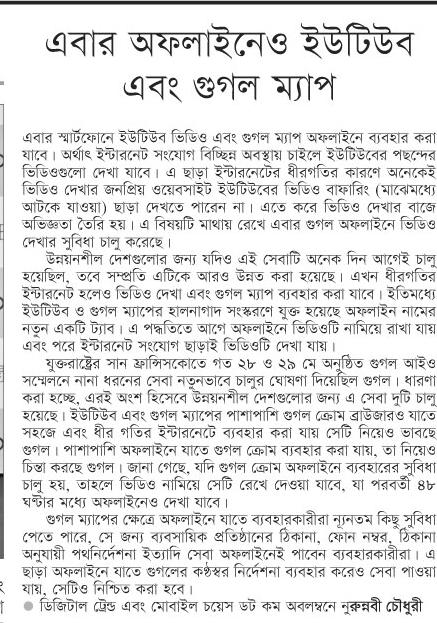 এবার অফলাইনেও ইউটিউব
এবং গুগল ম্যাপ
এবার স্মার্টফোনে ইউটিউব ভিডিও এবং গুগল ম্যাপ অফলাইনে ব্যবহার করা
যাবে। অর্থাৎ ইন্টারনেট সংযোগ বিচ্ছিন্ন অবস্থায় চাইলে ইউটিউবের পছন্দের
ভিডিওগুলো দেখা যাবে। এ ছাড়া ইন্টারনেটের ধীরগতির কারণে অনেকেই
ভিডিও দেখার জনপ্রিয় ওয়েবসাইট ইউটিউবের ভিডিও বাফারিং (মাঝেমধ্যে
আটকে যাওয়া) ছাড়া দেখতে পারেন না। এতে করে ভিডিও দেখার বাজে
অভিজ্ঞতা তৈরি হয়। এ বিষয়টি মাথায় রেখে এবার গুগল অফলাইনে ভিডিও
দেখার সুবিধা চালু করেছে।
উন্নয়নশীল দেশগুলোর জন্য যদিও এই সেবাটি অনেক দিন আগেই চালু
হয়েছিল, তবে সম্প্রতি এটিকে আরও উন্নত করা হয়েছে। এখন ধীরগতির
ইন্টারনেট হলেও ভিডিও দেখা এবং গুগল ম্যাপ ব্যবহার করা যাবে। ইতিমধ্যে
ইউটিউব ও গুগল ম্যাপের হালনাগাদ সংস্করণে যুক্ত হয়েছে অফলাইন নামের
নতুন একটি ট্যাব। এ পদ্ধতিতে আগে অফলাইনে ভিডিওটি নামিয়ে রাখা যায়
এবং পরে ইন্টারনেট সংযোগ ছাড়াই ভিডিওটি দেখা যায়।
যুক্তরাষ্ট্রের সান ফ্রান্সিসকোতে গত ২৮ ও ২৯ মে অনুষ্ঠিত গুগল আইও
সম্মেলনে নানা ধরনের সেবা নতুনভাবে চালুর ঘোষণা দিয়েছিল গুগল। ধারণা
করা হচ্ছে, এরই অংশ হিসেবে উন্নয়নশীল দেশগুলোর জন্য এ সেবা দুটি চালু
হয়েছে। ইউটিউব এবং গুগল ম্যাপের পাশাপাশি গুগল ক্রোম ব্রাউজারও যাতে
সহজে এবং ধীর গতির ইন্টারনেটে ব্যবহার করা যায় সেটি নিয়েও ভাবছে
গুগল। পাশাপাশি অফলাইনে যাতে গুগল ক্রোম ব্যবহার করা যায়, তা নিয়েও
চিন্তা করছে গুগল। জানা গেছে, যদি গুগল ক্রোম অফলাইনে ব্যবহারের সুবিধা
চালু হয়, তাহলে ভিডিও নামিয়ে সেটি রেখে দেওয়া যাবে, যা পরবর্তী ৪৮
ঘণ্টার মধ্যে অফলাইনেও দেখা যাবে।
গুগল ম্যাপের ক্ষেত্রে অফলাইনে যাতে ব্যবহারকারীরা ন্যূনতম কিছু সুবিধা
পেতে পারে, সে জন্য ব্যবসায়িক প্রতিষ্ঠানের ঠিকানা, ফোন নম্বর, ঠিকানা
অনুযায়ী পথনির্দেশনা ইত্যাদি সেবা অফলাইনেই পাবেন ব্যবহারকারীরা। এ
ছাড়া অফলাইনে যাতে গুগলের কণ্ঠস্বর নির্দেশনা ব্যবহার করেও সেবা পাওয়া
যায়, সেটিও নিশ্চিত করা হবে।
● ডিজিটাল ট্রেন্ড এবং মোবাইল চয়েস ডট কম অবলম্বনে নুরুন্নবী চৌধুরী